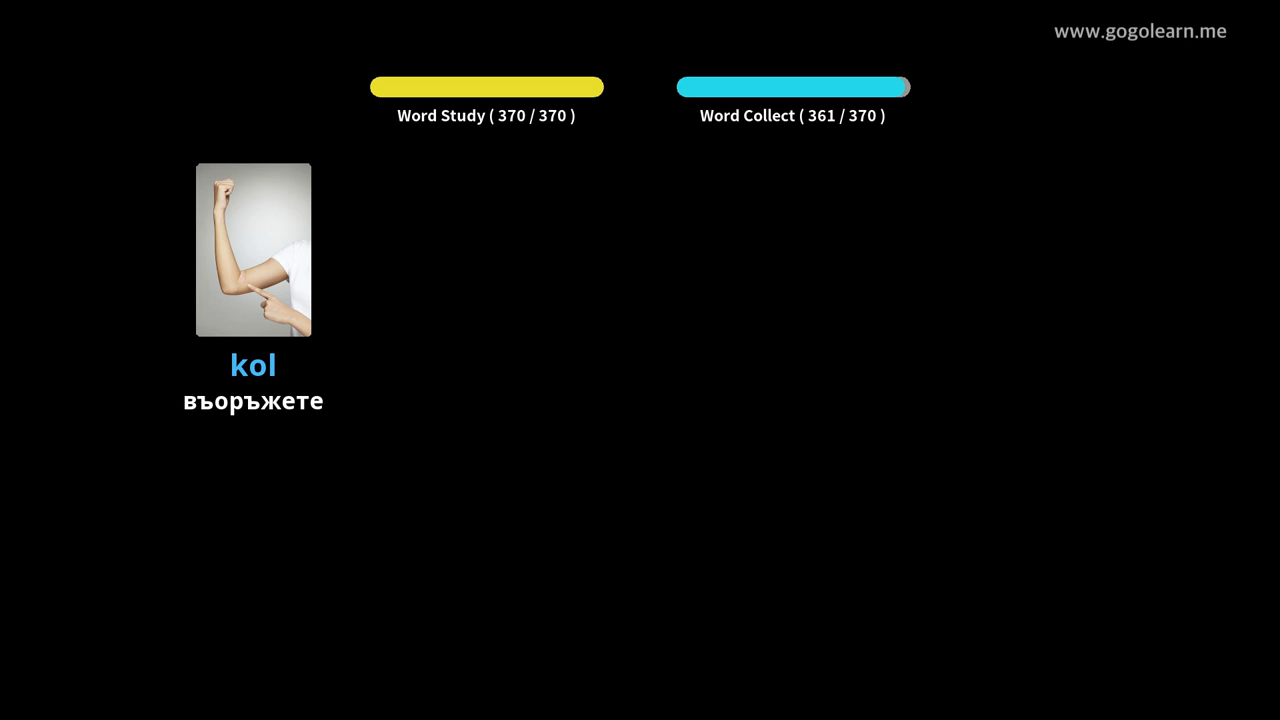 www.gogolearn.me
Word Study ( 370 / 370 )
Word Collect ( 361 / 370 )
kol
въоръжете